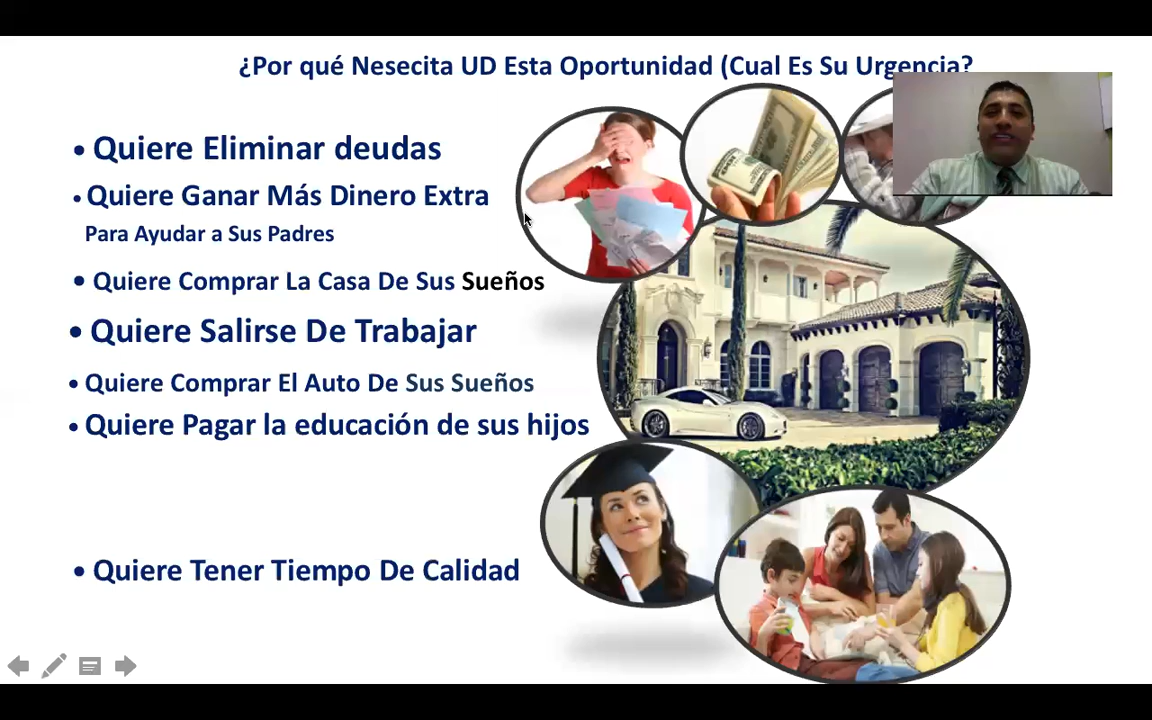 ¿Por qué Nesecita UD Esta Oportunidad (Cual Es Su Urgencia?
• Quiere Eliminar deudas
• Quiere Ganar Más Dinero Extra
Para Ayudar a Sus Padres
• Quiere Comprar La Casa De Sus Sueños
• Quiere Salirse De Trabajar
• Quiere Comprar El Auto De Sus Sueños
• Quiere Pagar la educación de sus hijos
• Quiere Tener Tiempo De Calidad